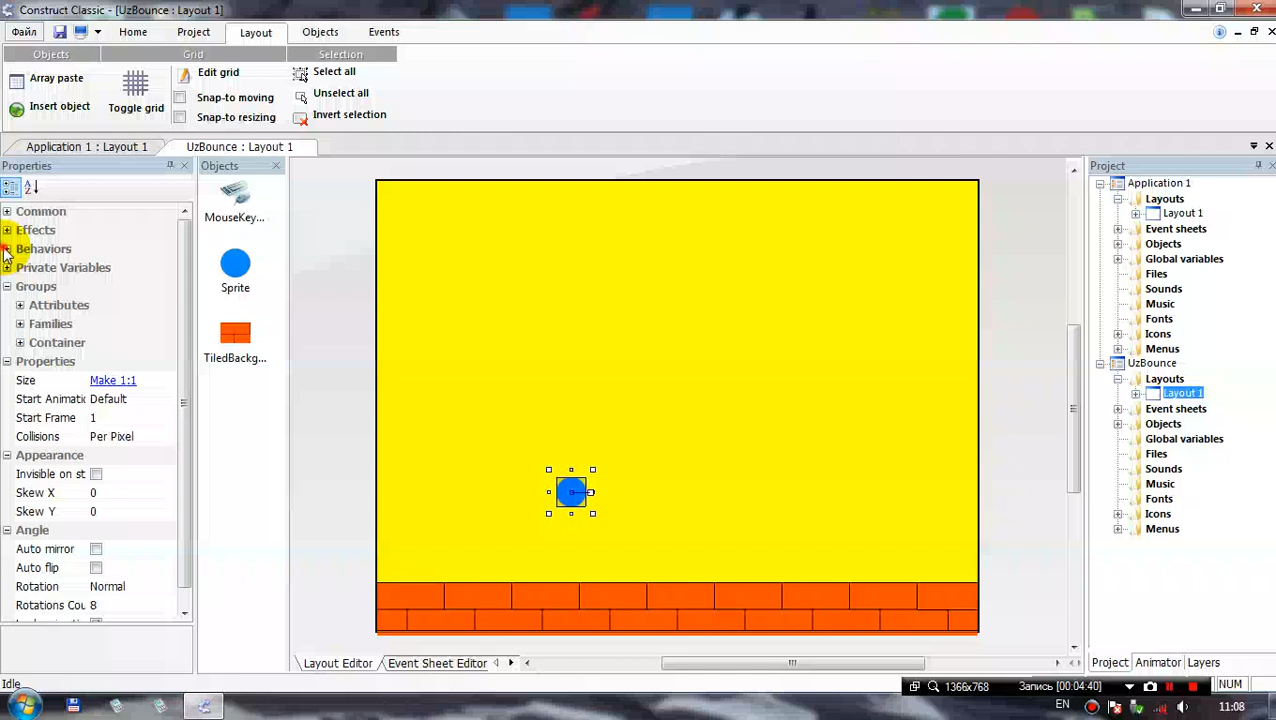 Construct Classic - [UzBounce : Layout 1]
Файл Home Project Layout Objects Events
Objects Grid Selection
Array paste
Insert object
Toggle grid
Edit grid
Snap-to moving
Snap-to resizing
Select all
Unselect all
Invert selection
Application 1 : Layout 1
UzBounce : Layout 1
Properties
Common
Effects
Behaviors
Private Variables
Groups
Attributes
Families
Container
Properties
Size Make 1:1
Start Animatic Default
Start Frame 1
Collisions Per Pixel
Appearance
Invisible on st
Skew X 0
Skew Y 0
Angle
Auto mirror
Auto flip
Rotation Normal
Rotations Cou 8
Objects
MouseKey...
Sprite
TiledBackg...
Layout Editor
Event Sheet Editor
Project
Application 1
Layouts
Layout 1
Event sheets
Objects
Global variables
Files
Sounds
Music
Fonts
Icons
Menus
UzBounce
Layouts
Layout 1
Event sheets
Objects
Global variables
Files
Sounds
Music
Fonts
Icons
Menus
Project Animator Layers
Idle
1366x768 Запись [00:04:40]
NUM
EN
11:08